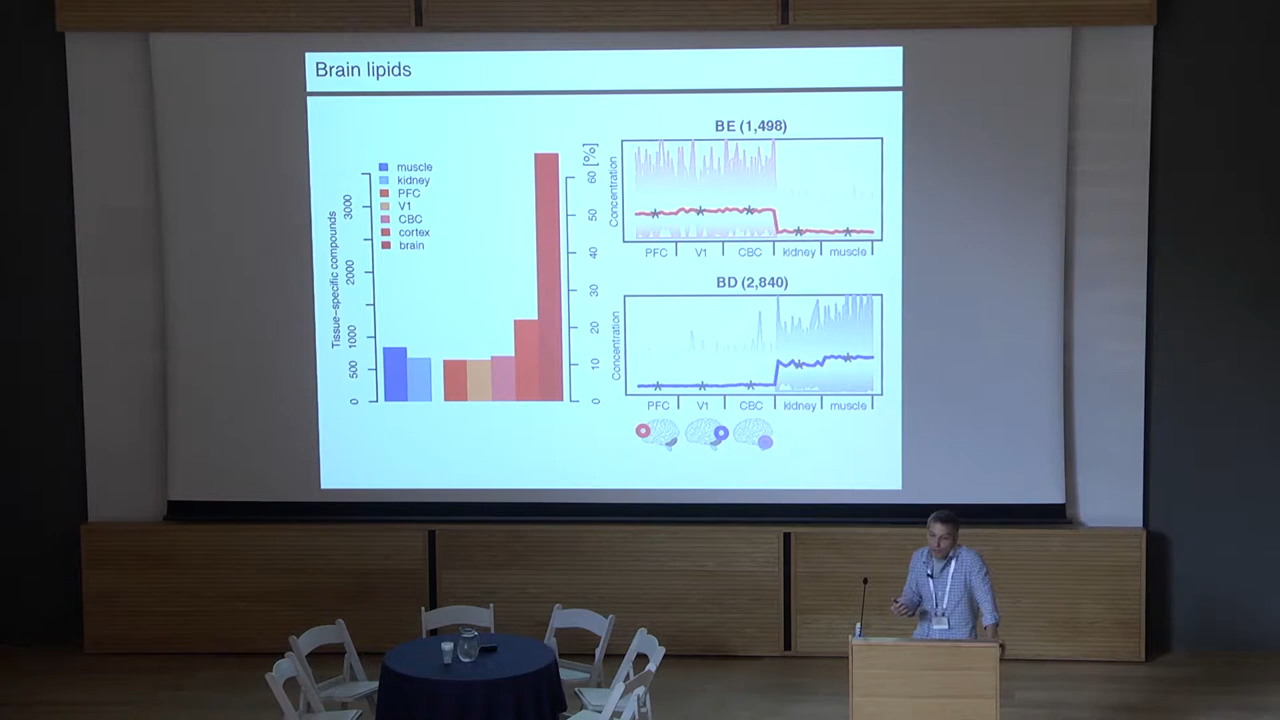 Brain lipids
muscle
kidney
PFC
V1
CBC
cortex
brain
Tissue-specific compounds
0
500
1000
2000
3000
[%]
0
10
20
30
40
50
60
BE (1,498)
Concentration
PFC V1 CBC kidney muscle
BD (2,840)
Concentration
PFC V1 CBC kidney muscle